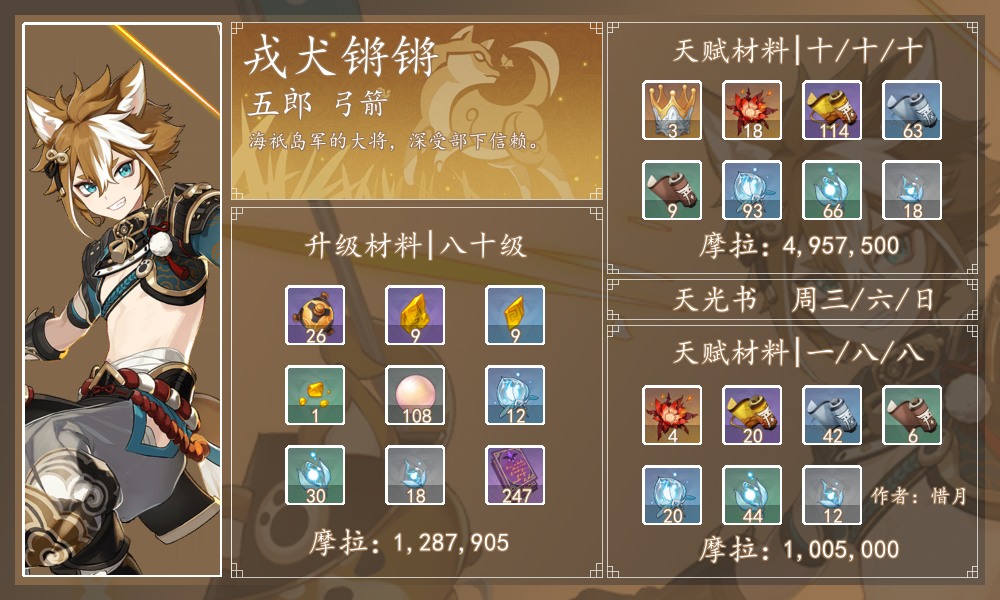 戎犬锵锵
五郎 弓箭
海祇岛军的大将，深受部下信赖。
升级材料|八十级
26 9 9
1 108 12
30 18 247
摩拉: 1,287,905
天赋材料|十/十/十
3 18 114 63
9 93 66 18
摩拉: 4,957,500
天光书 周三/六/日
天赋材料|一/八/八
4 20 42 6
20 44 12
作者: 惜月
摩拉: 1,005,000